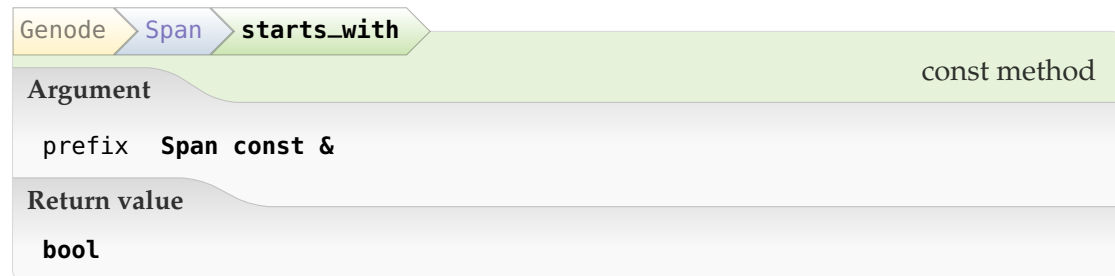 Genode Span starts_with
const method
Argument
prefix Span const &
Return value
bool